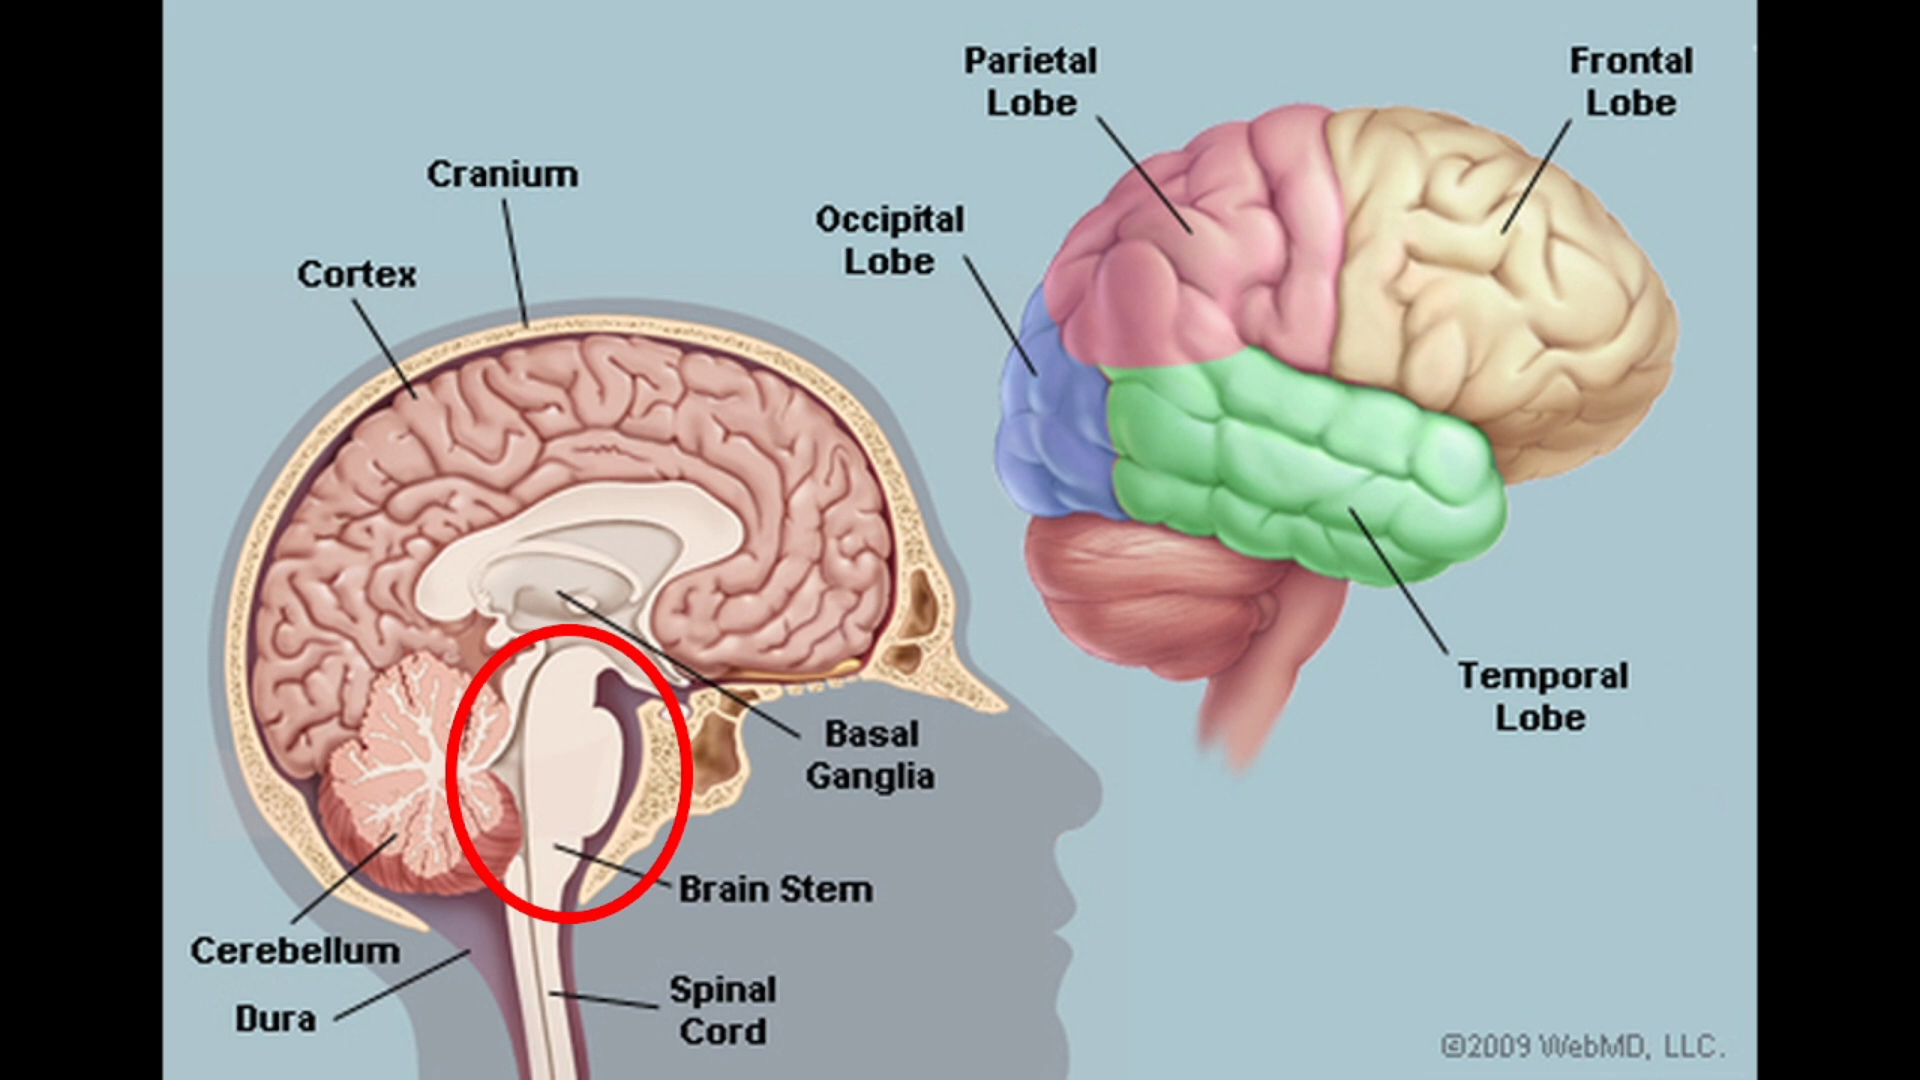 Parietal
Lobe
Frontal
Lobe
Cranium
Occipital
Lobe
Cortex
Temporal
Lobe
Basal
Ganglia
Brain Stem
Cerebellum
Spinal
Cord
Dura
©2009 WebMD, LLC.